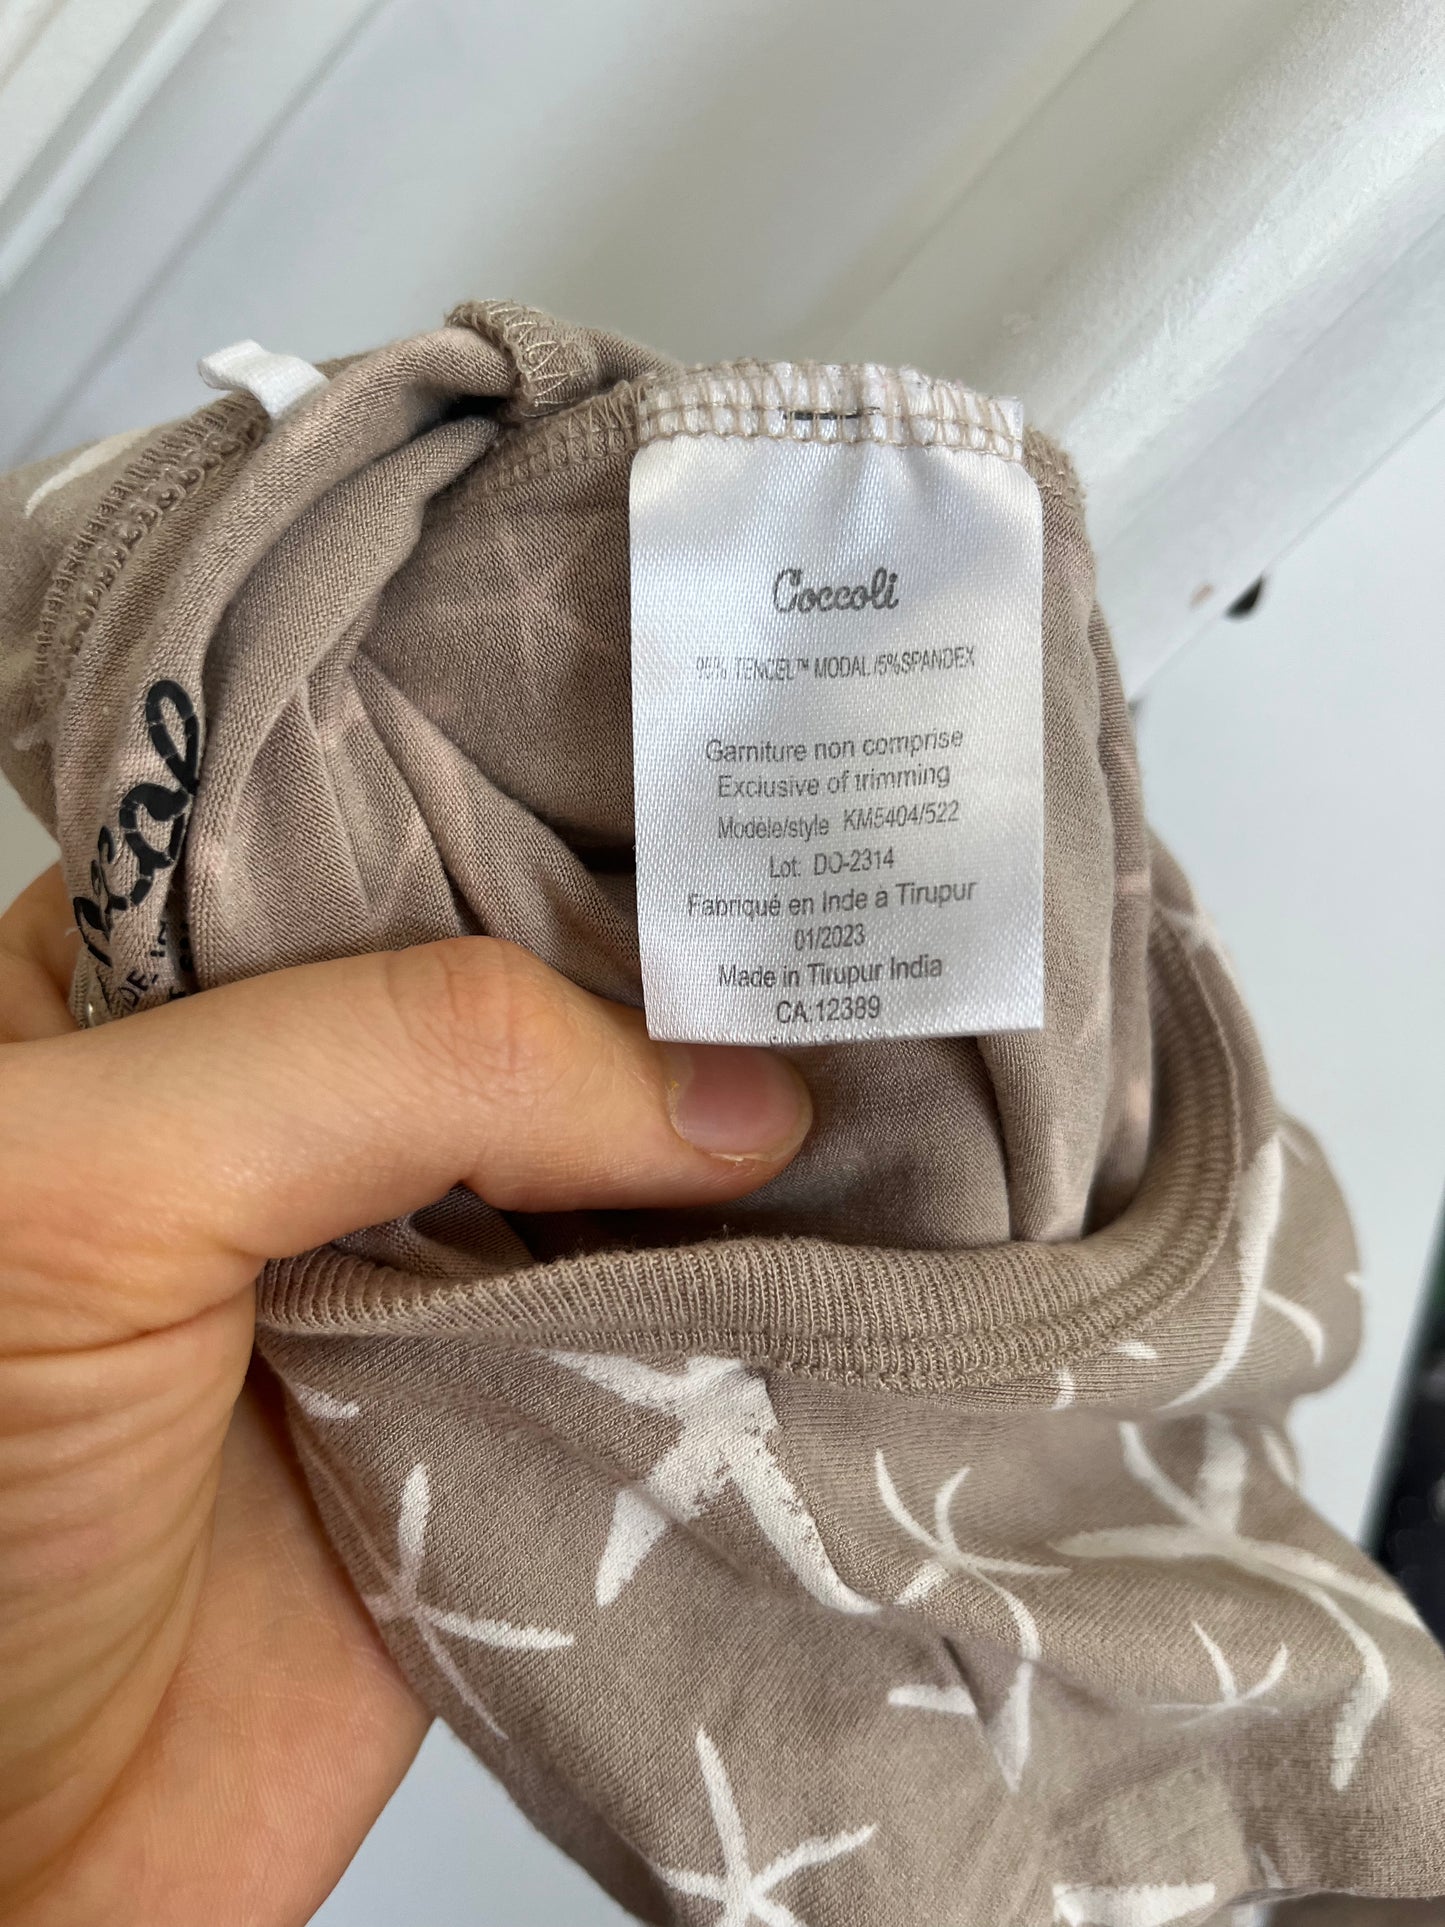 Coccoli
95% TENCEL™ MODAL/5%SPANDEX
Garniture non comprise
Exclusive of trimming
Modèle/style KM5404/522
Lot: DO-2314
Fabriqué en Inde à Tirupur
01/2023
Made in Tirupur India
CA:12389